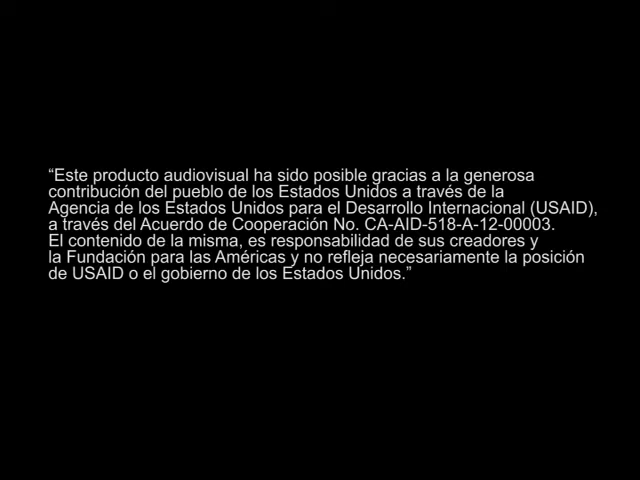 “Este producto audiovisual ha sido posible gracias a la generosa
contribución del pueblo de los Estados Unidos a través de la
Agencia de los Estados Unidos para el Desarrollo Internacional (USAID),
a través del Acuerdo de Cooperación No. CA-AID-518-A-12-00003.
El contenido de la misma, es responsabilidad de sus creadores y
la Fundación para las Américas y no refleja necesariamente la posición
de USAID o el gobierno de los Estados Unidos.”